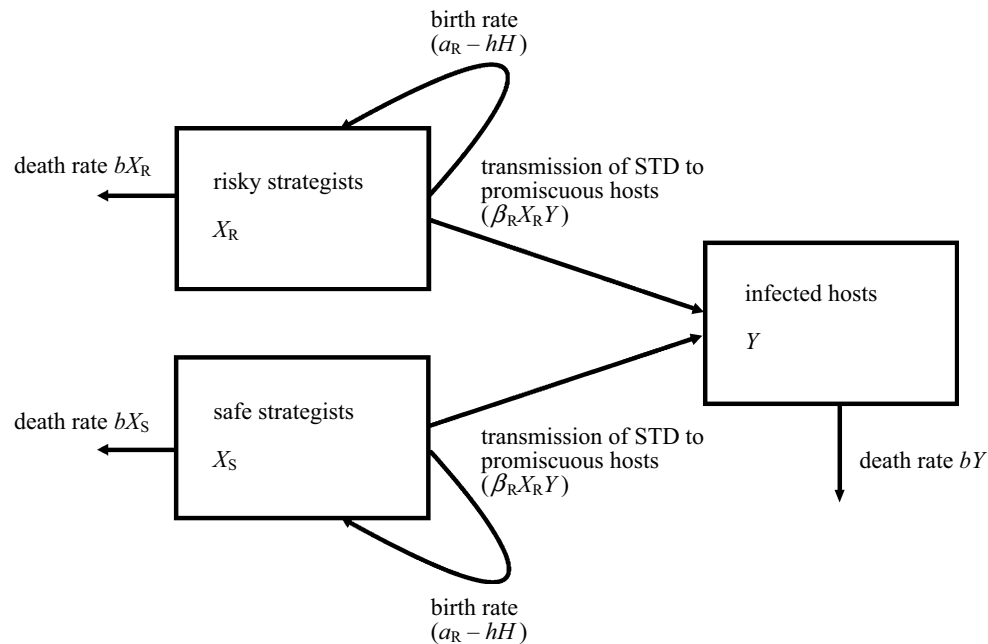 birth rate
(aR – hH)
death rate bXR
risky strategists
XR
transmission of STD to
promiscuous hosts
(βRXRY)
infected hosts
Y
safe strategists
XS
death rate bXS
transmission of STD to
promiscuous hosts
(βRXRY)
death rate bY
birth rate
(aR – hH)